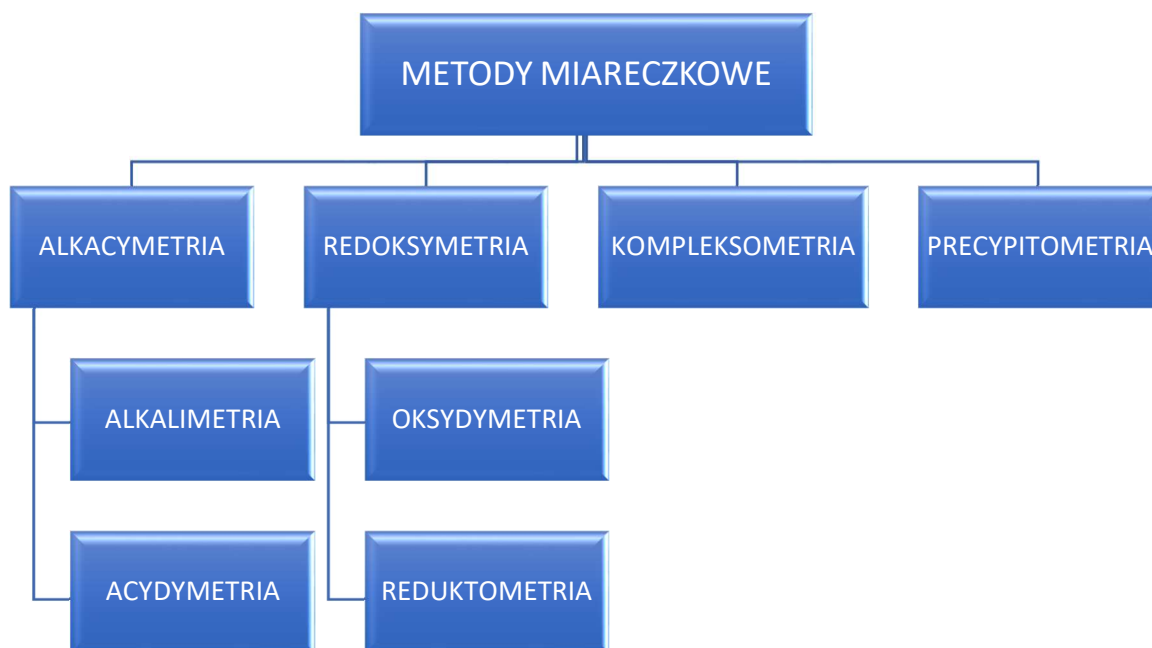 METODY MIARECZKOWE
ALKACYMETRIA
REDOKSYMETRIA
KOMPLEKSOMETRIA
PRECYPITOMETRIA
ALKALIMETRIA
OKSYDYMETRIA
ACYDYMETRIA
REDUKTOMETRIA